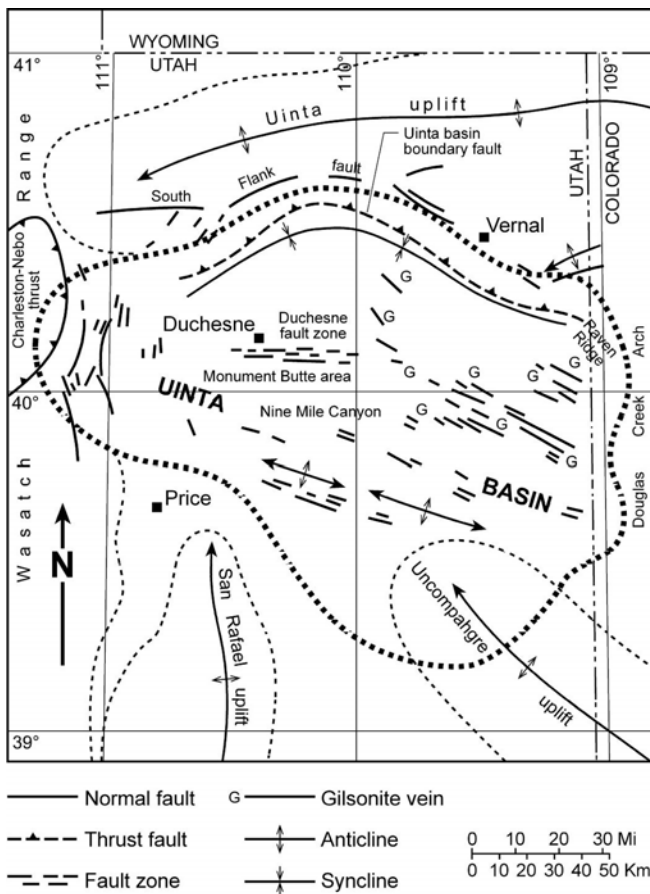 WYOMING
UTAH
41°
111°
110°
109°
Uinta uplift
Uinta basin
boundary fault
South Flank fault
UTAH
COLORADO
Vernal
Range
Charleston-Nebo
thrust
G
G
Duchesne
Duchesne
fault zone
Raven
Ridge
Arch
Monument Butte area
G
G
G
G
40°
UINTA
Nine Mile Canyon
G
G
G
G
Creek
BASIN
Douglas
Wasatch
Price
N
San
Rafael
uplift
Uncompahgre
uplift
39°
Normal fault
G Gilsonite vein
Thrust fault
Anticline
Fault zone
Syncline
0 10 20 30 Mi
0 10 20 30 40 50 Km